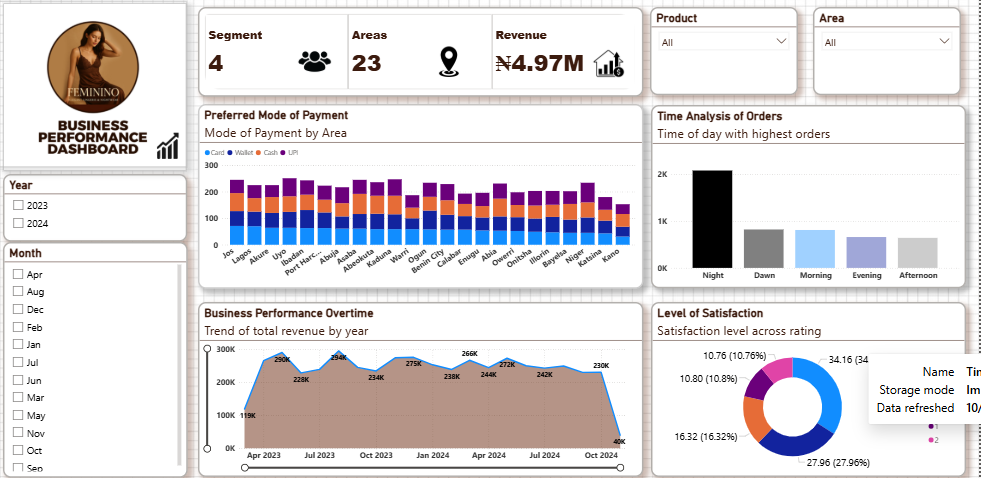 FEMININO
BUSINESS
PERFORMANCE
DASHBOARD
Segment
4
Areas
23
Revenue
₦4.97M
Product
All
Area
All
Year
2023
2024
Month
Apr
Aug
Dec
Feb
Jan
Jul
Jun
Mar
May
Nov
Oct
Sep
Preferred Mode of Payment
Mode of Payment by Area
Card Wallet Cash UPI
300
200
100
0
Jos Lagos Akure Uyo Ibadan Port Harc... Abuja Asaba Abeokuta Kaduna Warri Ogun Benin City Calabar Enugu Abia Owerri Onitsha Illorin Bayelsa Niger Katsina Kano
Time Analysis of Orders
Time of day with highest orders
2K
1K
0K
Night Dawn Morning Evening Afternoon
Business Performance Overtime
Trend of total revenue by year
300K
200K
100K
0K
119K 290K 228K 294K 234K 275K 238K 266K 244K 272K 242K 230K 40K
Apr 2023 Jul 2023 Oct 2023 Jan 2024 Apr 2024 Jul 2024 Oct 2024
Level of Satisfaction
Satisfaction level across rating
10.76 (10.76%)
34.16 (34
10.80 (10.8%)
16.32 (16.32%)
27.96 (27.96%)
Name
Storage mode
Data refreshed
1
2